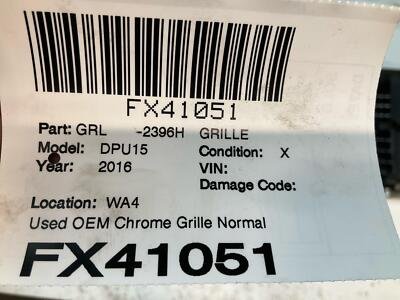 FX41051
Part: GRL -2396H GRILLE
Model: DPU15 Condition: X
Year: 2016 VIN:
Damage Code:
Location: WA4
Used OEM Chrome Grille Normal
FX41051